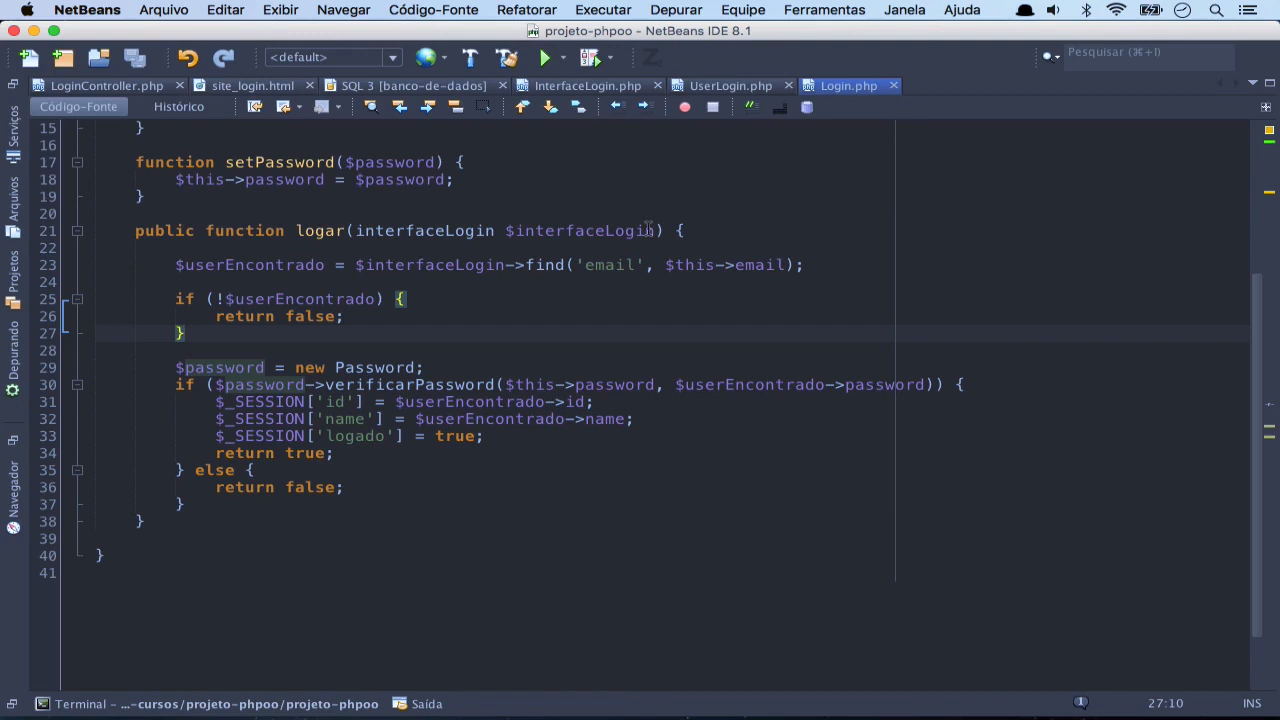 NetBeans Arquivo Editar Exibir Navegar Código-Fonte Refatorar Executar Depurar Equipe Ferramentas Janela Ajuda
projeto-phpoo - NetBeans IDE 8.1
<default> Pesquisar (⌘+I)
LoginController.php site_login.html SQL 3 [banco-de-dados] InterfaceLogin.php UserLogin.php Login.php
Código-Fonte Histórico
Serviços
Arquivos
Projetos
Depurando
Navegador
15 }
16
17 function setPassword($password) {
18 $this->password = $password;
19 }
20
21 public function logar(interfaceLogin $interfaceLogin) {
22
23 $userEncontrado = $interfaceLogin->find('email', $this->email);
24
25 if (!$userEncontrado) {
26 return false;
27 }
28
29 $password = new Password;
30 if ($password->verificarPassword($this->password, $userEncontrado->password)) {
31 $_SESSION['id'] = $userEncontrado->id;
32 $_SESSION['name'] = $userEncontrado->name;
33 $_SESSION['logado'] = true;
34 return true;
35 } else {
36 return false;
37 }
38 }
39
40 }
41
Terminal - ...-cursos/projeto-phpoo/projeto-phpoo Saída 1 27:10 INS